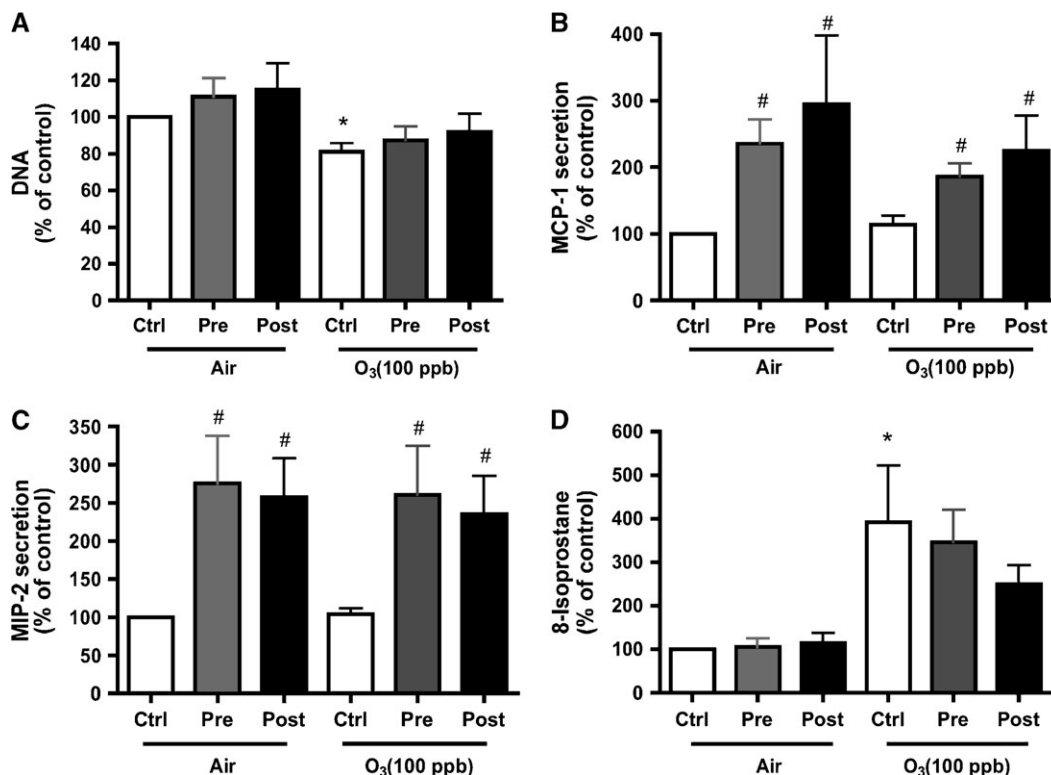 A
DNA
(% of control)
140
120
100
80
60
40
20
0
*
Ctrl Pre Post Ctrl Pre Post
Air O₃(100 ppb)
B
MCP-1 secretion
(% of control)
400
300
200
100
0
# # # #
Ctrl Pre Post Ctrl Pre Post
Air O₃(100 ppb)
C
MIP-2 secretion
(% of control)
350
300
250
200
150
100
50
0
# # # #
Ctrl Pre Post Ctrl Pre Post
Air O₃(100 ppb)
D
8-Isoprostane
(% of control)
600
500
400
300
200
100
0
*
Ctrl Pre Post Ctrl Pre Post
Air O₃(100 ppb)